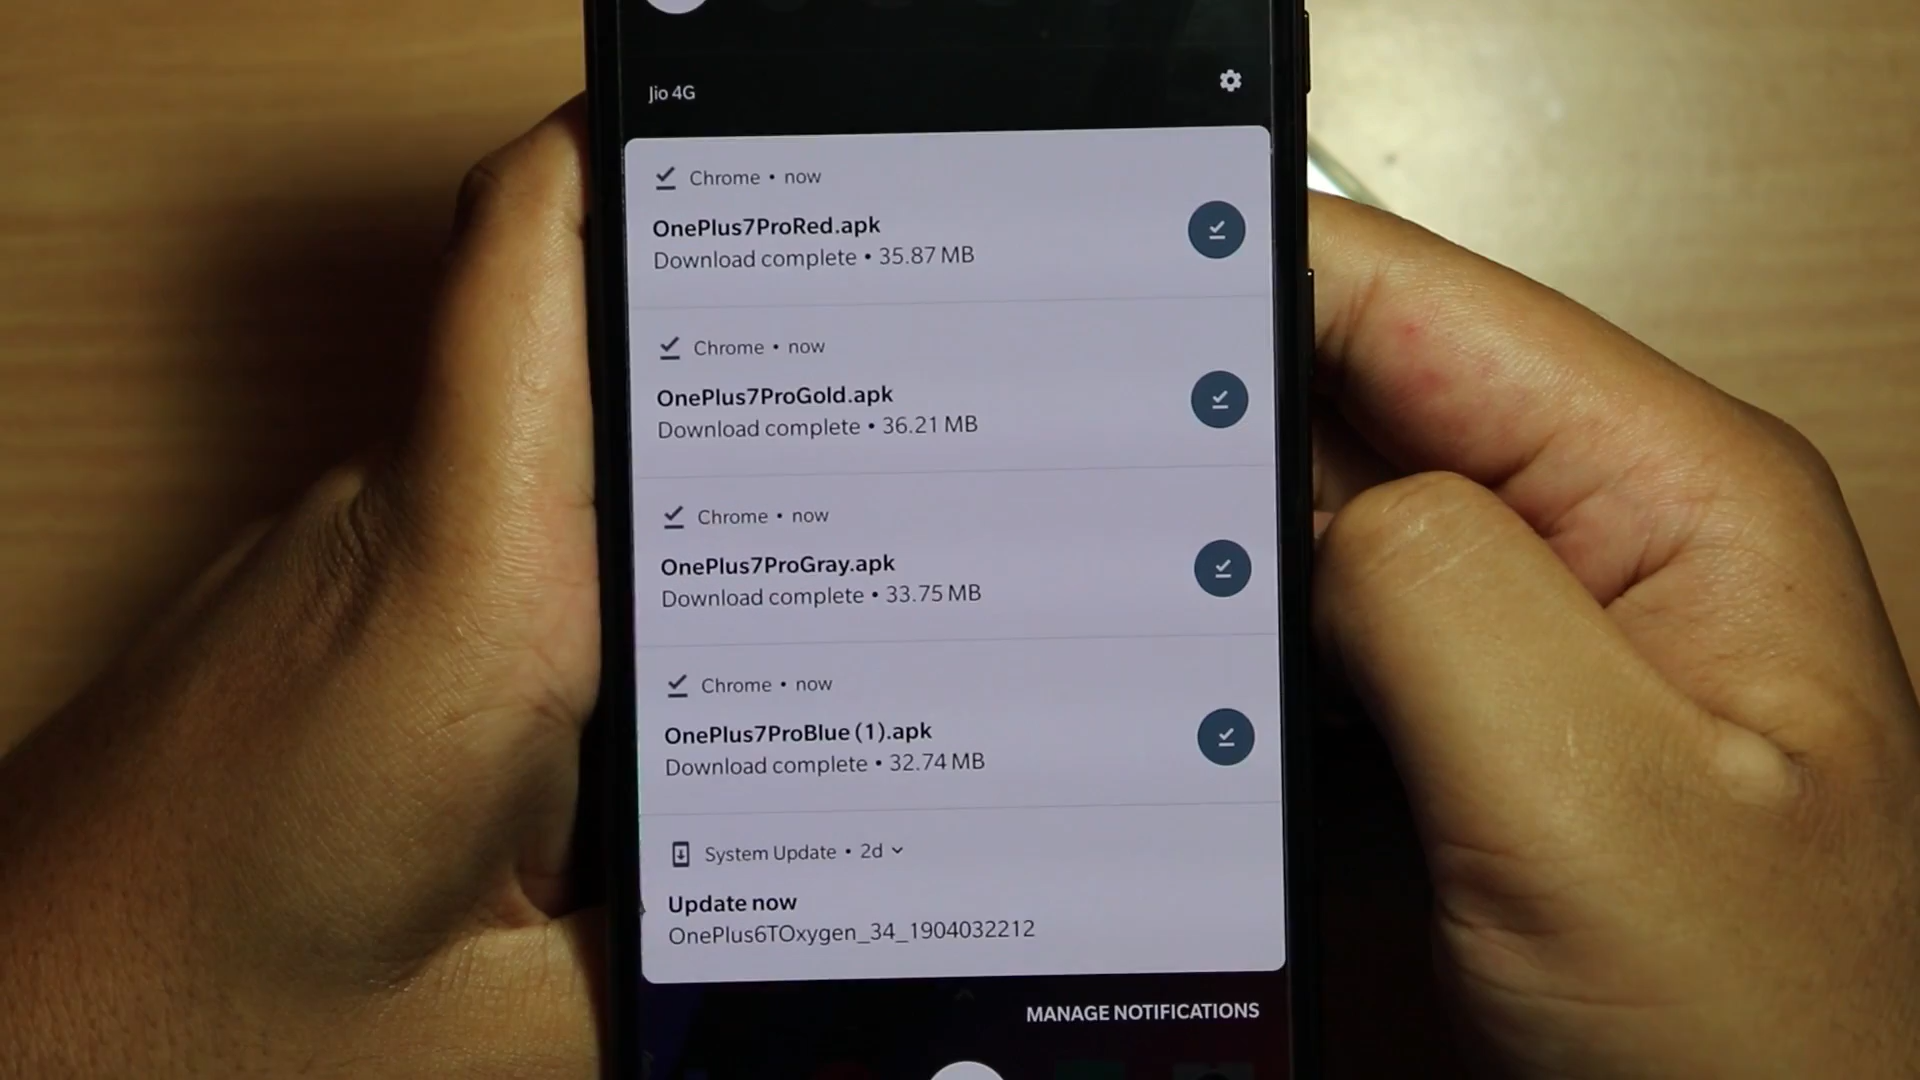 Jio 4G
Chrome • now
OnePlus7ProRed.apk
Download complete • 35.87 MB
Chrome • now
OnePlus7ProGold.apk
Download complete • 36.21 MB
Chrome • now
OnePlus7ProGray.apk
Download complete • 33.75 MB
Chrome • now
OnePlus7ProBlue (1).apk
Download complete • 32.74 MB
System Update • 2d
Update now
OnePlus6TOxygen_34_1904032212
MANAGE NOTIFICATIONS